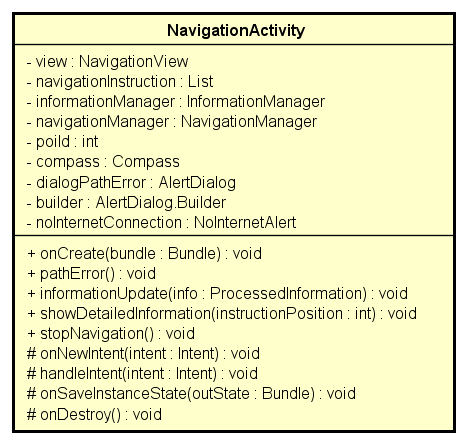 NavigationActivity
- view : NavigationView
- navigationInstruction : List
- informationManager : InformationManager
- navigationManager : NavigationManager
- poiId : int
- compass : Compass
- dialogPathError : AlertDialog
- builder : AlertDialog.Builder
- noInternetConnection : NoInternetAlert
+ onCreate(bundle : Bundle) : void
+ pathError() : void
+ informationUpdate(info : ProcessedInformation) : void
+ showDetailedInformation(instructionPosition : int) : void
+ stopNavigation() : void
# onNewIntent(intent : Intent) : void
# handleIntent(intent : Intent) : void
# onSaveInstanceState(outState : Bundle) : void
# onDestroy() : void